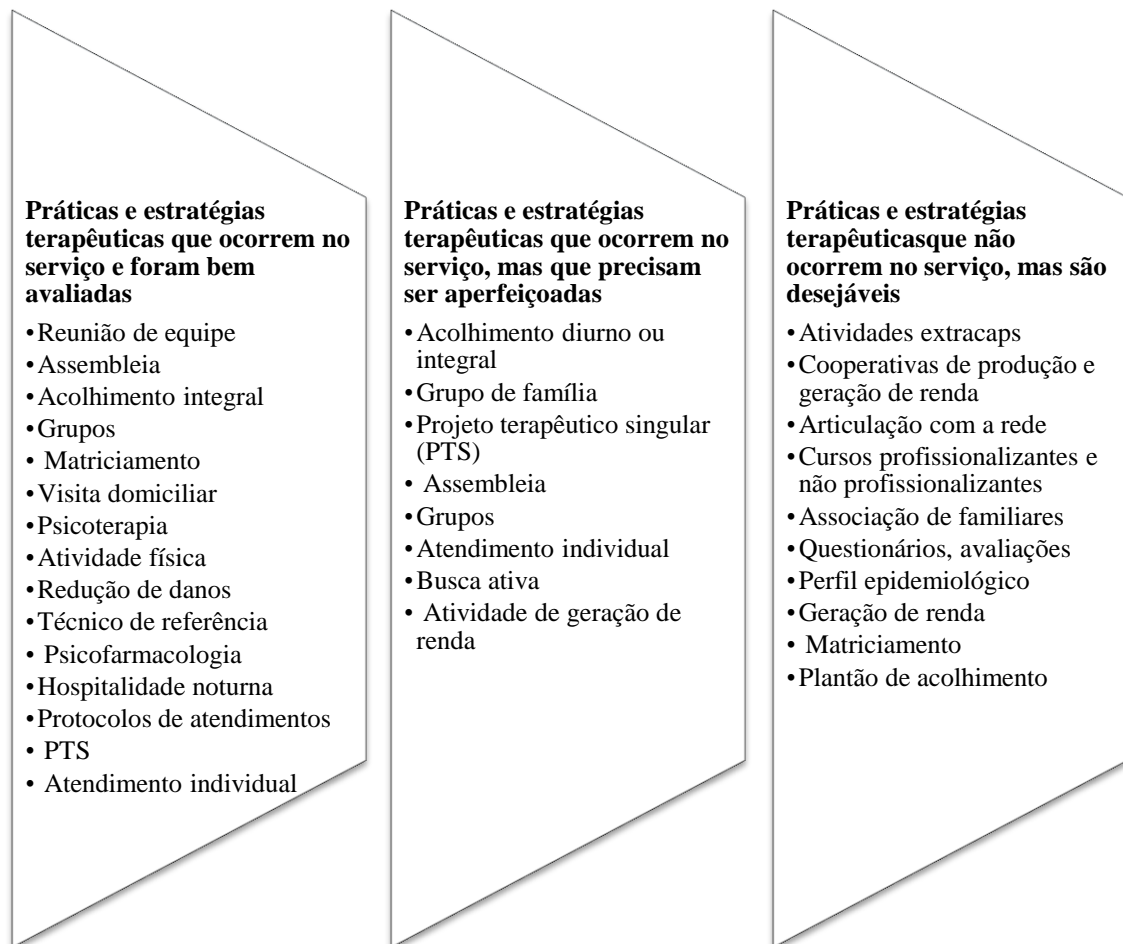 Práticas e estratégias
terapêuticas que ocorrem no
serviço e foram bem
avaliadas
•Reunião de equipe
•Assembleia
•Acolhimento integral
•Grupos
• Matriciamento
•Visita domiciliar
•Psicoterapia
•Atividade física
•Redução de danos
•Técnico de referência
• Psicofarmacologia
•Hospitalidade noturna
•Protocolos de atendimentos
• PTS
• Atendimento individual
Práticas e estratégias
terapêuticas que ocorrem no
serviço, mas que precisam
ser aperfeiçoadas
•Acolhimento diurno ou
integral
•Grupo de família
•Projeto terapêutico singular
(PTS)
• Assembleia
•Grupos
•Atendimento individual
•Busca ativa
• Atividade de geração de
renda
Práticas e estratégias
terapêuticasque não
ocorrem no serviço, mas são
desejáveis
•Atividades extracaps
•Cooperativas de produção e
geração de renda
•Articulação com a rede
•Cursos profissionalizantes e
não profissionalizantes
•Associação de familiares
•Questionários, avaliações
•Perfil epidemiológico
•Geração de renda
• Matriciamento
•Plantão de acolhimento